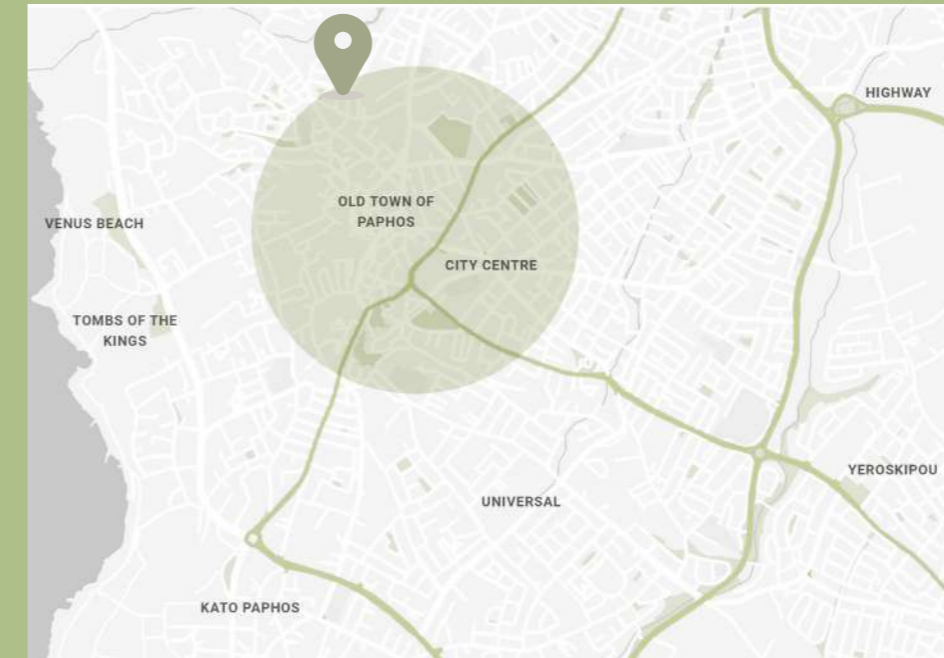 HIGHWAY
OLD TOWN OF
PAPHOS
VENUS BEACH
CITY CENTRE
TOMBS OF THE
KINGS
YEROSKIPOU
UNIVERSAL
KATO PAPHOS